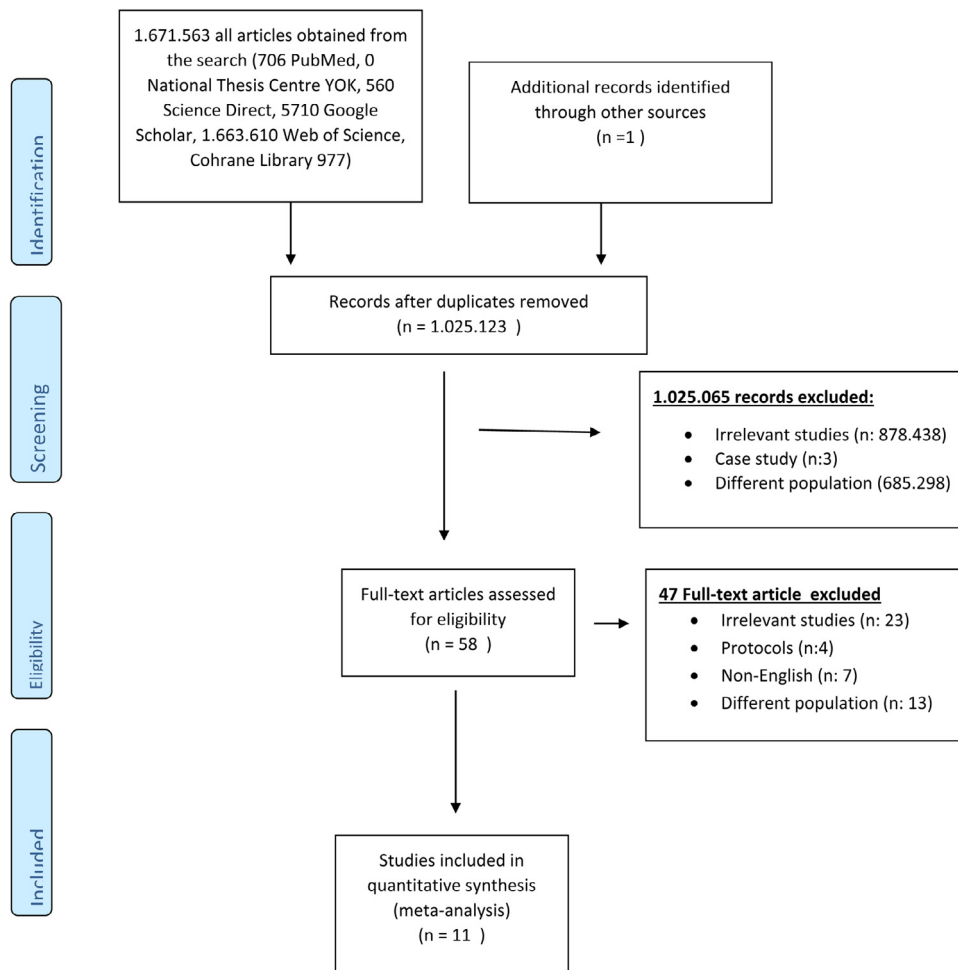 1.671.563 all articles obtained from
the search (706 PubMed, 0
National Thesis Centre YOK, 560
Science Direct, 5710 Google
Scholar, 1.663.610 Web of Science,
Cochrane Library 977)
Additional records identified
through other sources
(n =1 )
Identification
Records after duplicates removed
(n = 1.025.123 )
Screening
1.025.065 records excluded:
• Irrelevant studies (n: 878.438)
• Case study (n:3)
• Different population (685.298)
Eligibility
Full-text articles assessed
for eligibility
(n = 58 )
47 Full-text article excluded
• Irrelevant studies (n: 23)
• Protocols (n:4)
• Non-English (n: 7)
• Different population (n: 13)
Included
Studies included in
quantitative synthesis
(meta-analysis)
(n = 11 )